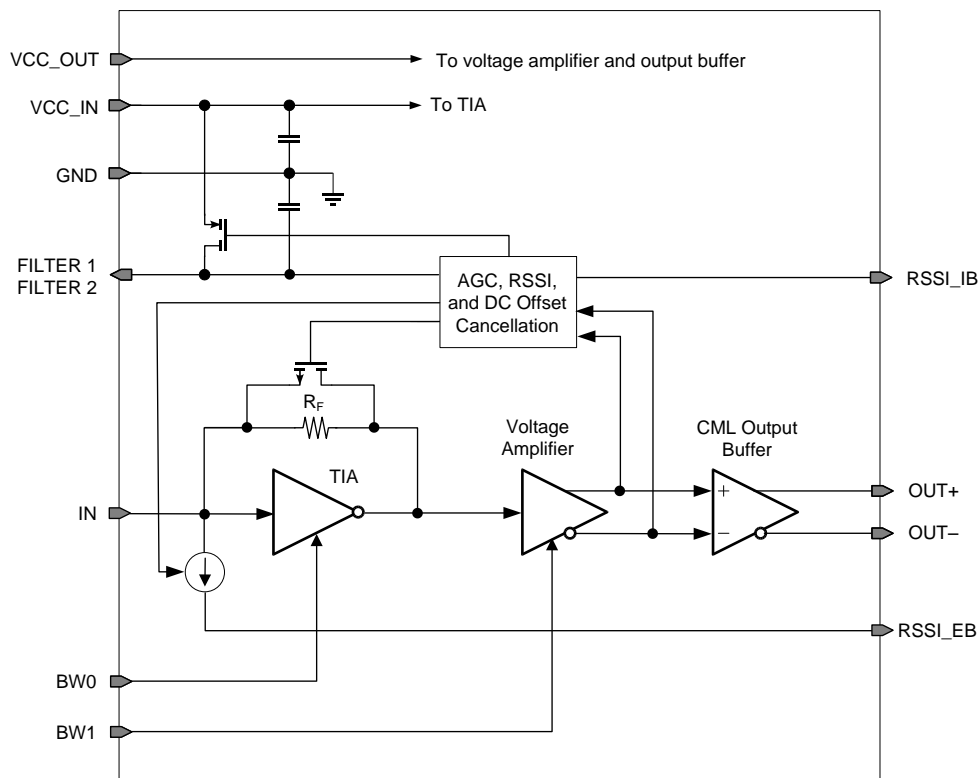 VCC_OUT
To voltage amplifier and output buffer
VCC_IN
To TIA
GND
FILTER 1
FILTER 2
AGC, RSSI,
and DC Offset
Cancellation
RSSI_IB
RF
Voltage
Amplifier
CML Output
Buffer
TIA
IN
+
−
OUT+
OUT–
RSSI_EB
BW0
BW1